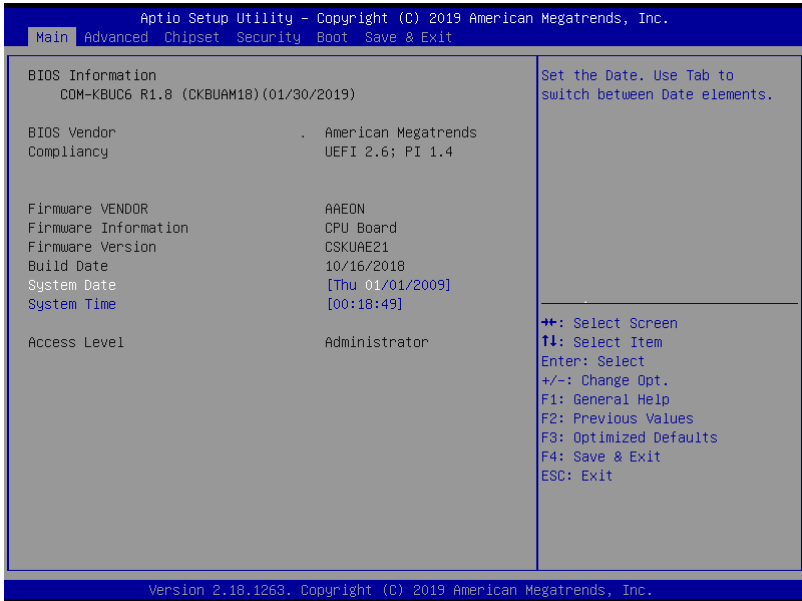 Aptio Setup Utility – Copyright (C) 2019 American Megatrends, Inc.
Main Advanced Chipset Security Boot Save & Exit
BIOS Information
COM-KBUC6 R1.8 (CKBUAM18)(01/30/2019)
BIOS Vendor . American Megatrends
Compliancy UEFI 2.6; PI 1.4
Firmware VENDOR AAEON
Firmware Information CPU Board
Firmware Version CSKUAE21
Build Date 10/16/2018
System Date [Thu 01/01/2009]
System Time [00:18:49]
Access Level Administrator
Set the Date. Use Tab to
switch between Date elements.
→←: Select Screen
↑↓: Select Item
Enter: Select
+/-: Change Opt.
F1: General Help
F2: Previous Values
F3: Optimized Defaults
F4: Save & Exit
ESC: Exit
Version 2.18.1263. Copyright (C) 2019 American Megatrends, Inc.